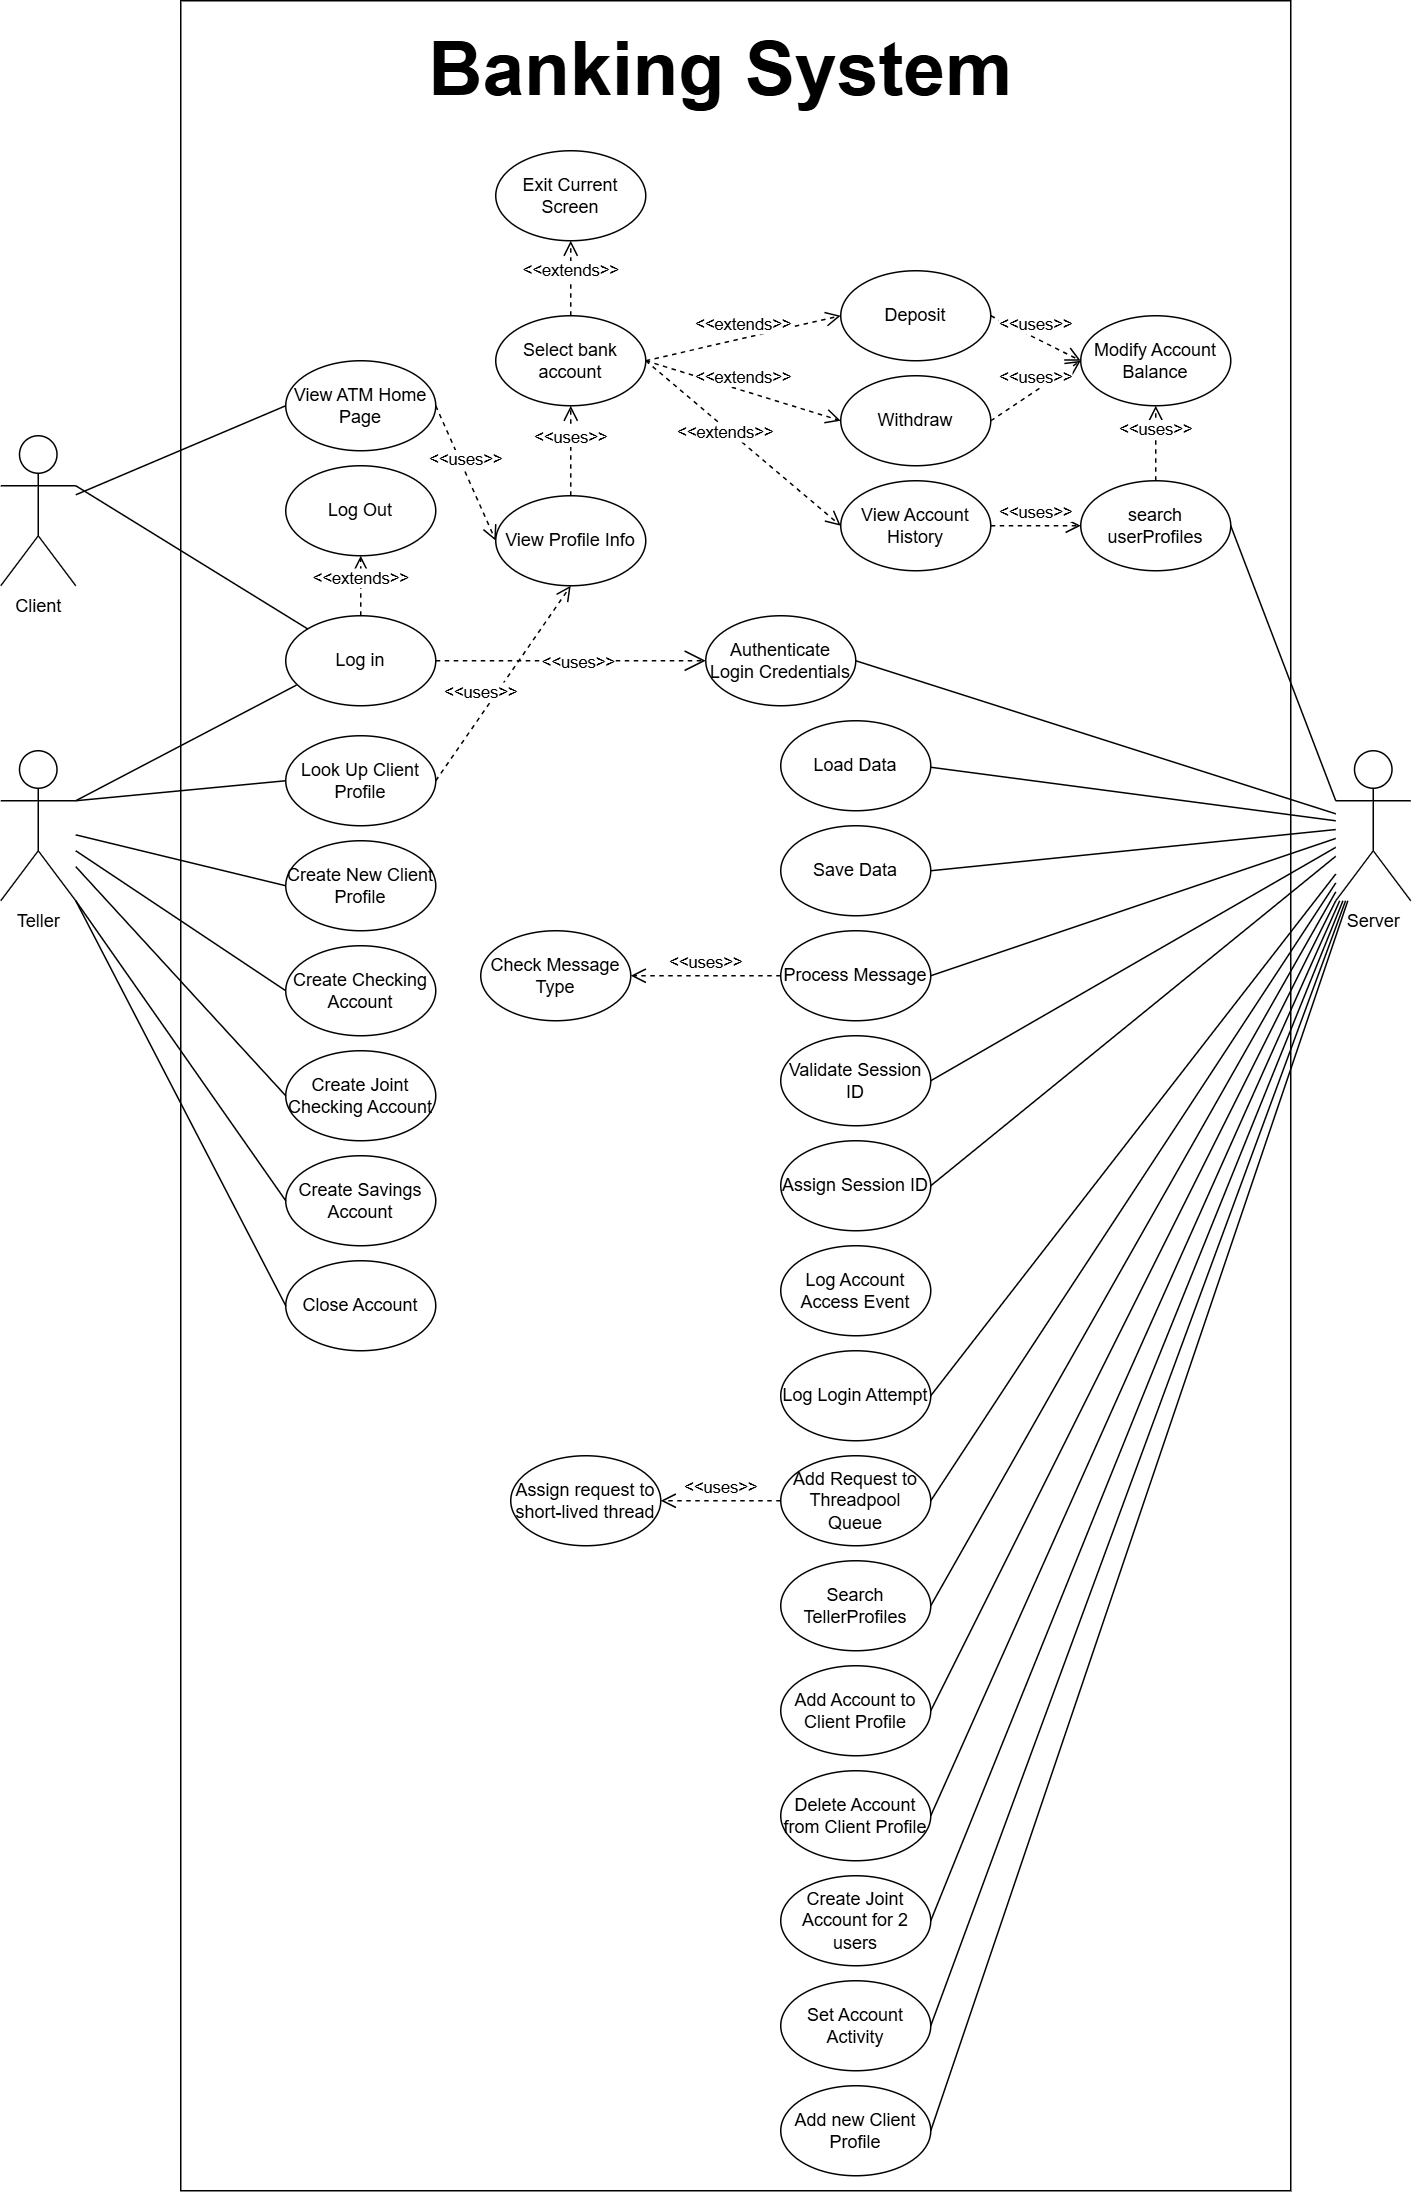 Banking System
Exit Current
Screen
<<extends>>
Select bank
account
<<extends>>
<<extends>>
<<extends>>
Deposit
Withdraw
View Account
History
<<uses>>
<<uses>>
<<uses>>
Modify Account
Balance
<<uses>>
search
userProfiles
View ATM Home
Page
<<uses>>
<<uses>>
View Profile Info
Log Out
<<extends>>
Client
Log in
<<uses>>
<<uses>>
Authenticate
Login Credentials
Look Up Client
Profile
Load Data
Create New Client
Profile
Save Data
Teller
Server
Create Checking
Account
Check Message
Type
<<uses>>
Process Message
Create Joint
Checking Account
Validate Session
ID
Create Savings
Account
Assign Session ID
Close Account
Log Account
Access Event
Log Login Attempt
Assign request to
short-lived thread
<<uses>>
Add Request to
Threadpool
Queue
Search
TellerProfiles
Add Account to
Client Profile
Delete Account
from Client Profile
Create Joint
Account for 2
users
Set Account
Activity
Add new Client
Profile